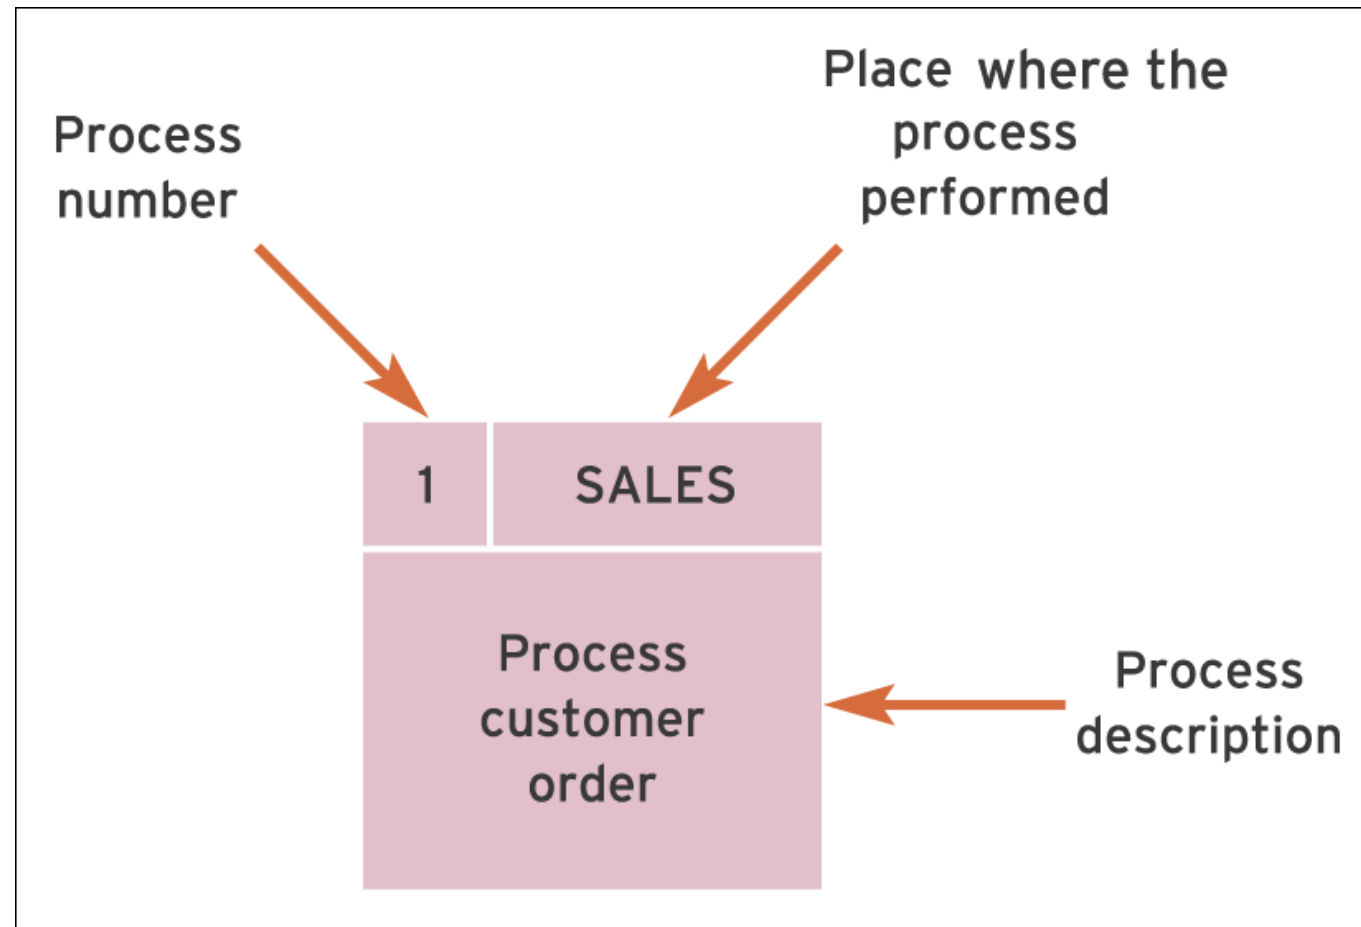 Place where the
process
performed
Process
number
1
SALES
Process
customer
order
Process
description